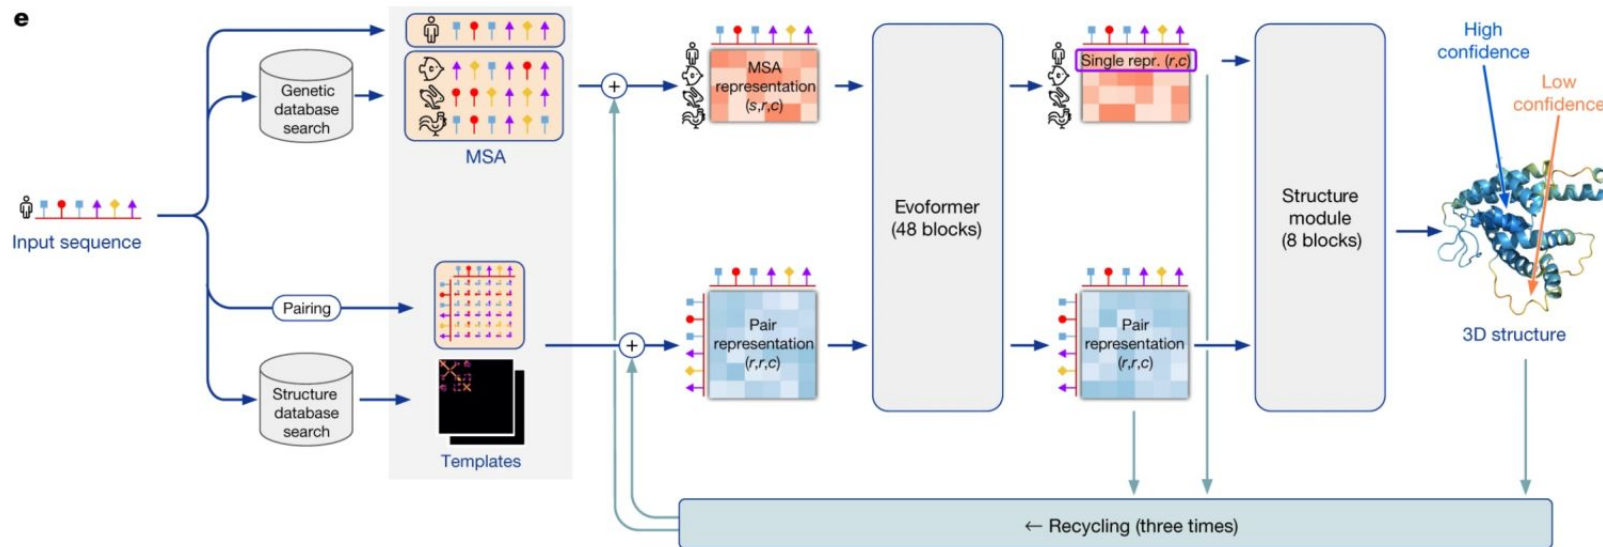 e
Input sequence
Genetic
database
search
Pairing
Structure
database
search
MSA
Templates
+
+
MSA
representation
(s,r,c)
Pair
representation
(r,r,c)
Evoformer
(48 blocks)
Single repr. (r,c)
Pair
representation
(r,r,c)
Structure
module
(8 blocks)
High
confidence
Low
confidence
3D structure
← Recycling (three times)